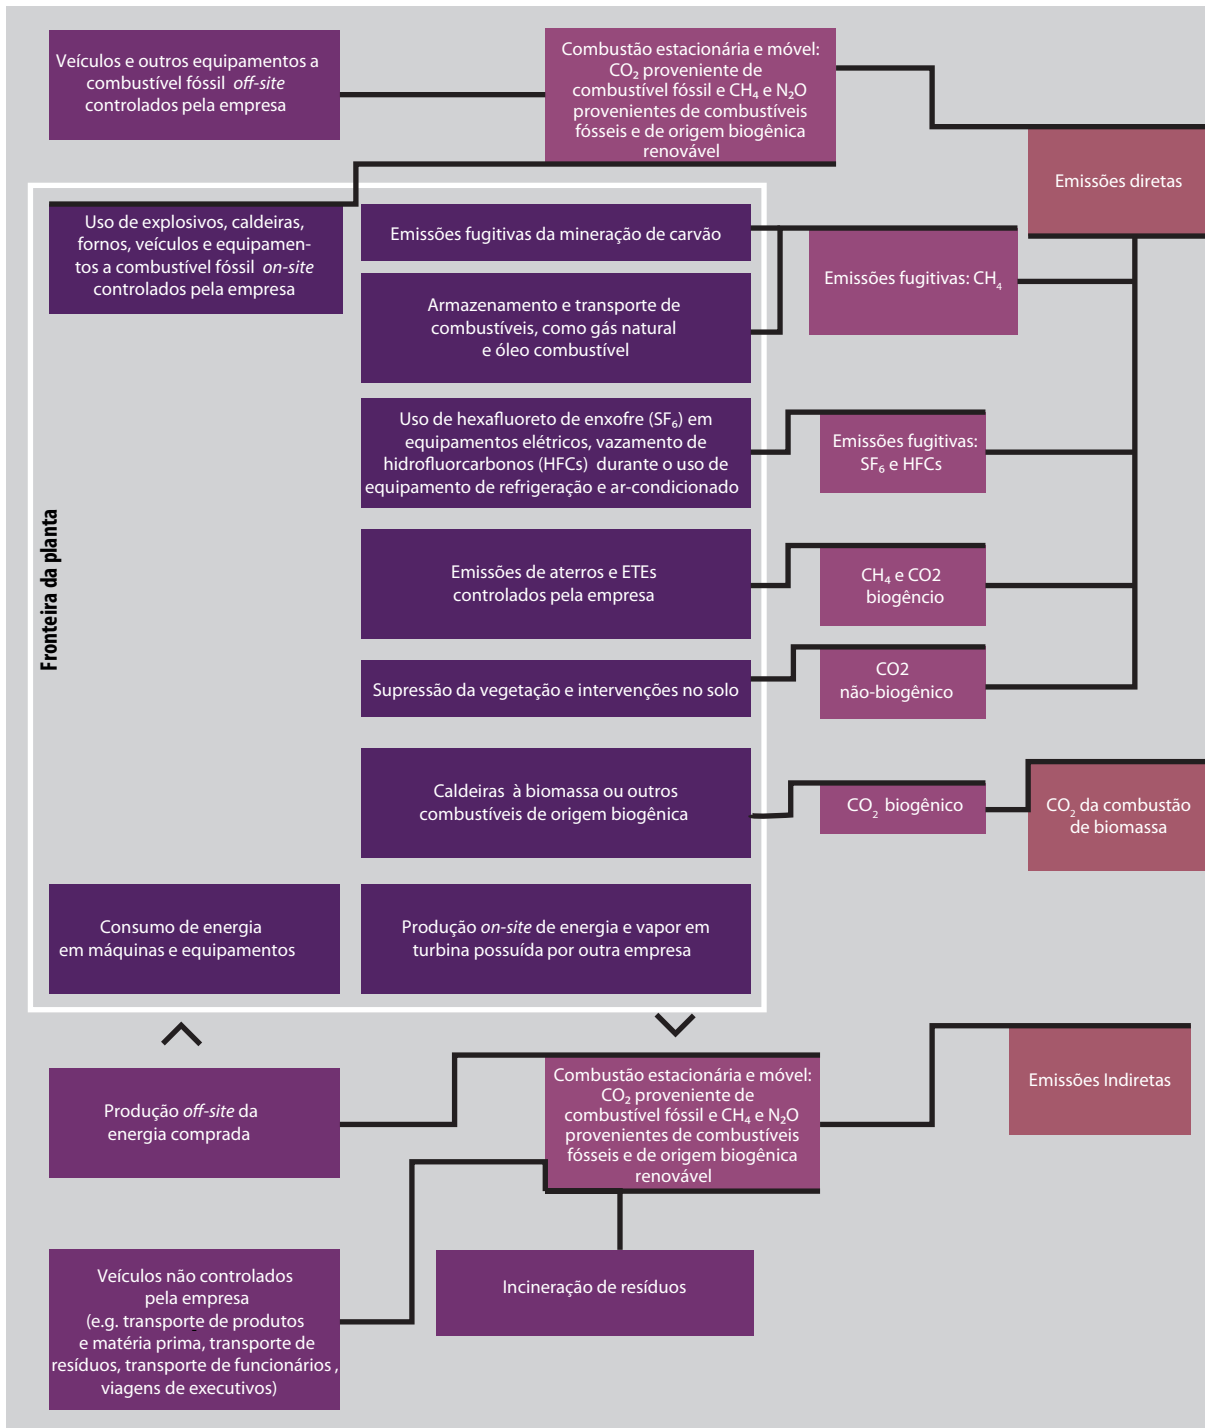 Veículos e outros equipamentos a
combustível fóssil off-site
controlados pela empresa
Combustão estacionária e móvel:
CO₂ proveniente de
combustível fóssil e CH₄ e N₂O
provenientes de combustíveis
fósseis e de origem biogênica
renovável
Emissões diretas
Fronteira da planta
Uso de explosivos, caldeiras,
fornos, veículos e equipamen-
tos a combustível fóssil on-site
controlados pela empresa
Emissões fugitivas da mineração de carvão
Armazenamento e transporte de
combustíveis, como gás natural
e óleo combustível
Emissões fugitivas: CH₄
Uso de hexafluoreto de enxofre (SF₆) em
equipamentos elétricos, vazamento de
hidrofluorcarbonos (HFCs) durante o uso de
equipamento de refrigeração e ar-condicionado
Emissões fugitivas:
SF₆ e HFCs
Emissões de aterros e ETEs
controlados pela empresa
CH₄ e CO2
biogêncio
Supressão da vegetação e intervenções no solo
CO2
não-biogênico
Caldeiras à biomassa ou outros
combustíveis de origem biogênica
CO₂ biogênico
CO₂ da combustão
de biomassa
Consumo de energia
em máquinas e equipamentos
Produção on-site de energia e vapor em
turbina possuída por outra empresa
Produção off-site da
energia comprada
Combustão estacionária e móvel:
CO₂ proveniente de
combustível fóssil e CH₄ e N₂O
provenientes de combustíveis
fósseis e de origem biogênica
renovável
Emissões Indiretas
Veículos não controlados
pela empresa
(e.g. transporte de produtos
e matéria prima, transporte de
resíduos, transporte de funcionários ,
viagens de executivos)
Incineração de resíduos